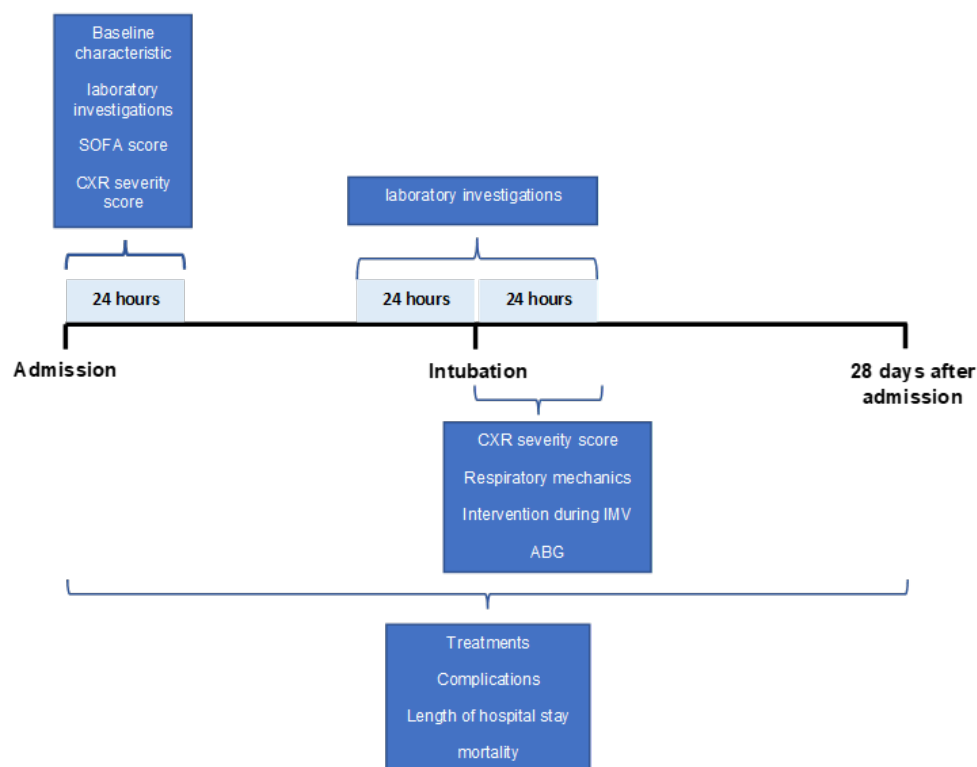 Baseline
characteristic
laboratory
investigations
SOFA score
CXR severity
score
laboratory investigations
24 hours
24 hours
24 hours
Admission
Intubation
28 days after
admission
CXR severity score
Respiratory mechanics
Intervention during IMV
ABG
Treatments
Complications
Length of hospital stay
mortality